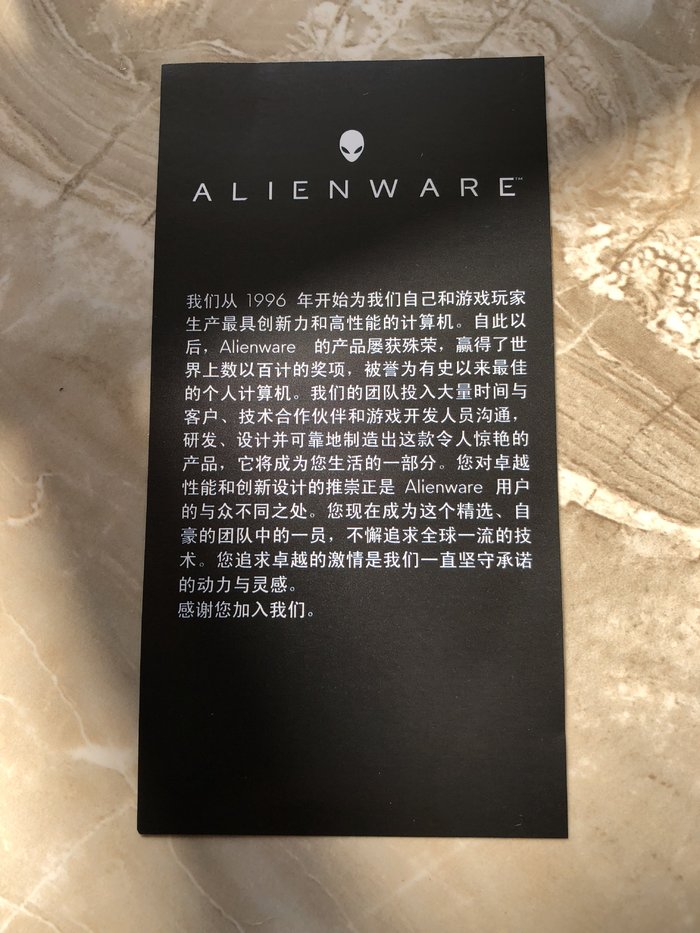 ALIENWARE™
我们从 1996 年开始为我们自己和游戏玩家
生产最具创新力和高性能的计算机。自此以
后，Alienware 的产品屡获殊荣，赢得了世
界上数以百计的奖项，被誉为有史以来最佳
的个人计算机。我们的团队投入大量时间与
客户、技术合作伙伴和游戏开发人员沟通，
研发、设计并可靠地制造出这款令人惊艳的
产品，它将成为您生活的一部分。您对卓越
性能和创新设计的推崇正是 Alienware 用户
的与众不同之处。您现在成为这个精选、自
豪的团队中的一员，不懈追求全球一流的技
术。您追求卓越的激情是我们一直坚守承诺
的动力与灵感。
感谢您加入我们。